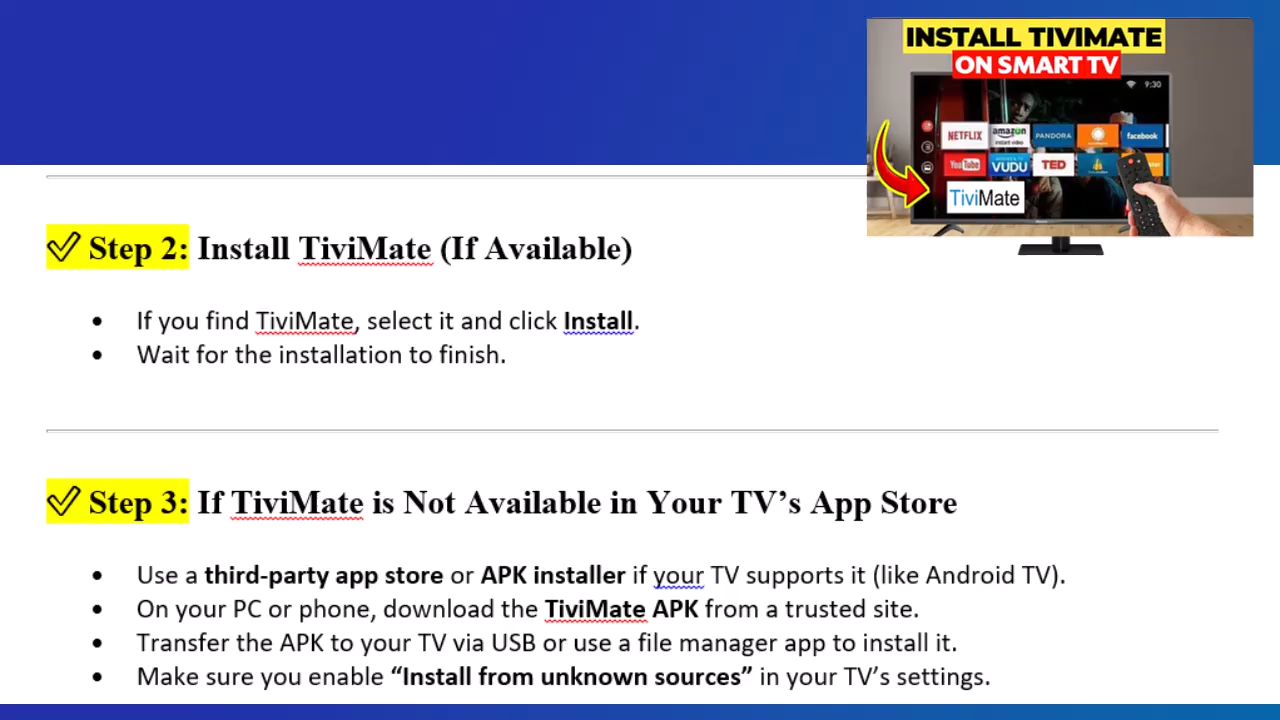 INSTALL TIVIMATE
ON SMART TV
9:30
NETFLIX
amazon
instant video
PANDORA
facebook
YouTube
VUDU
TED
TiviMate
Step 2: Install TiviMate (If Available)
If you find TiviMate, select it and click Install.
Wait for the installation to finish.
Step 3: If TiviMate is Not Available in Your TV’s App Store
Use a third-party app store or APK installer if your TV supports it (like Android TV).
On your PC or phone, download the TiviMate APK from a trusted site.
Transfer the APK to your TV via USB or use a file manager app to install it.
Make sure you enable “Install from unknown sources” in your TV’s settings.